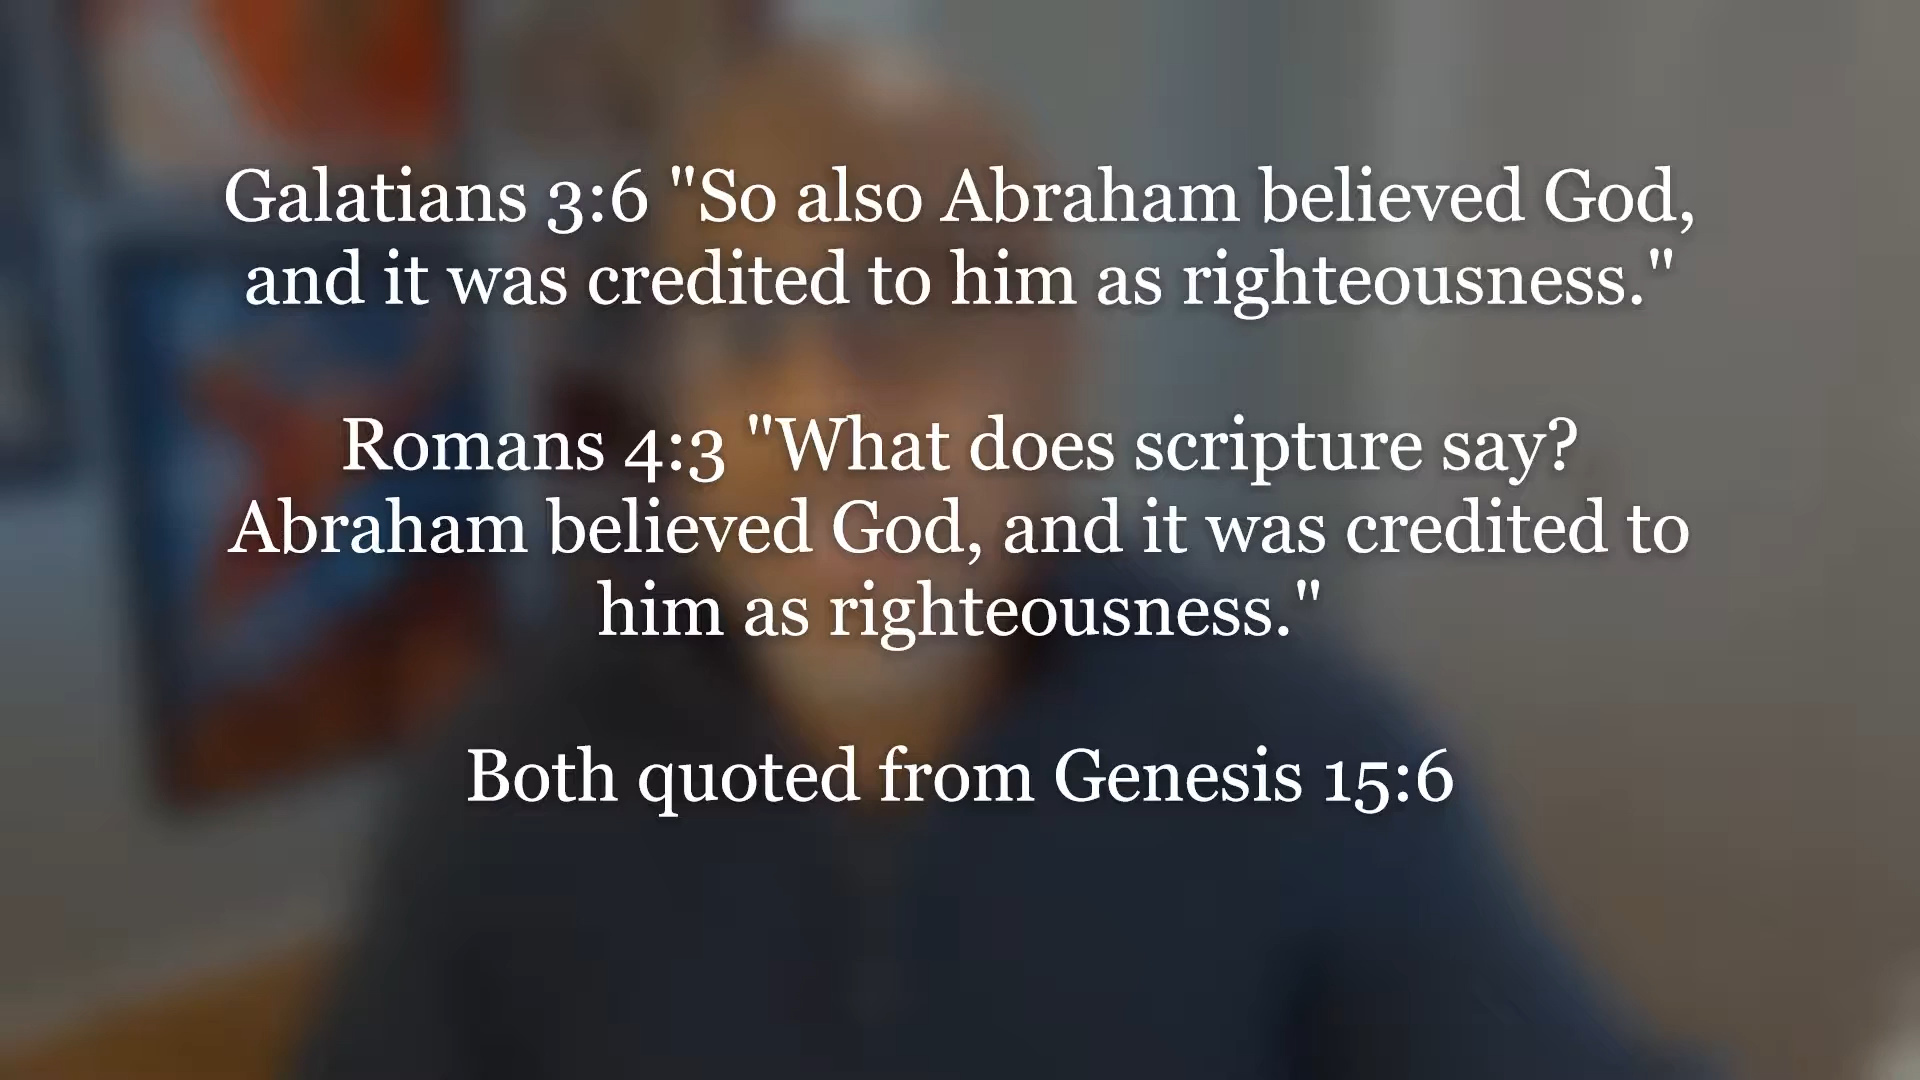 Galatians 3:6 "So also Abraham believed God,
and it was credited to him as righteousness."
Romans 4:3 "What does scripture say?
Abraham believed God, and it was credited to
him as righteousness."
Both quoted from Genesis 15:6